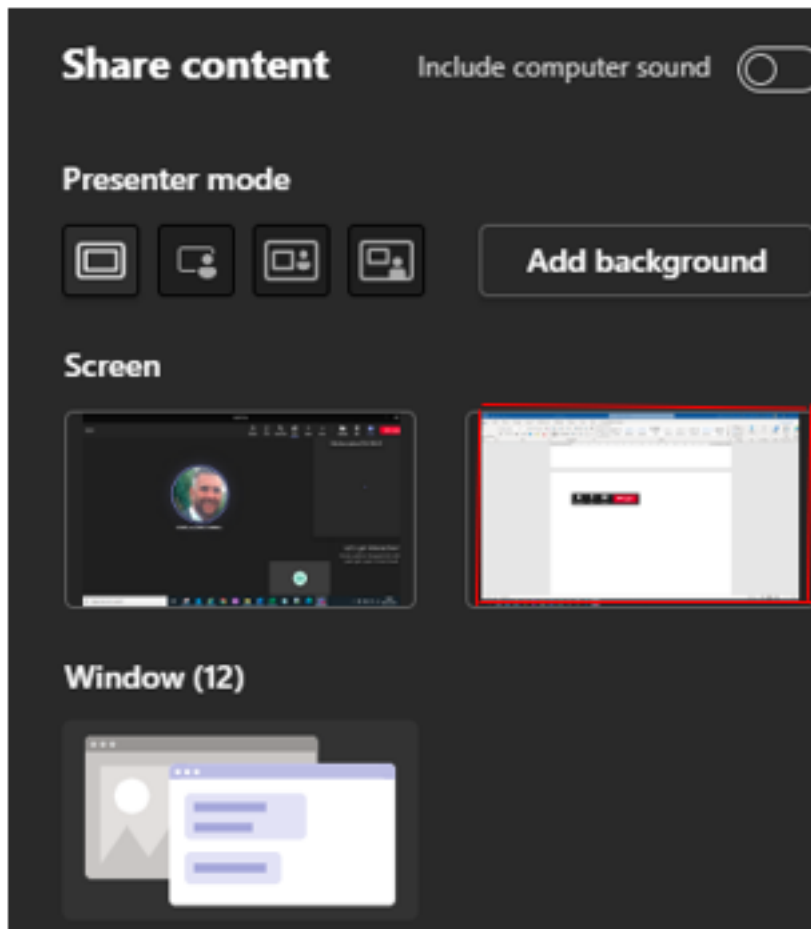 Share content
Include computer sound
Presenter mode
Add background
Screen
Window (12)